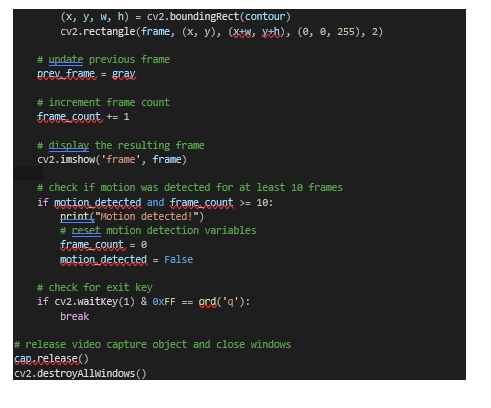 (x, y, w, h) = cv2.boundingRect(contour)
cv2.rectangle(frame, (x, y), (x+w, y+h), (0, 0, 255), 2)
# update previous frame
prev_frame = gray
# increment frame count
frame_count += 1
# display the resulting frame
cv2.imshow('frame', frame)
# check if motion was detected for at least 10 frames
if motion_detected and frame_count >= 10:
print("Motion detected!")
# reset motion detection variables
frame_count = 0
motion_detected = False
# check for exit key
if cv2.waitKey(1) & 0xFF == ord('q'):
break
# release video capture object and close windows
cap.release()
cv2.destroyAllWindows()